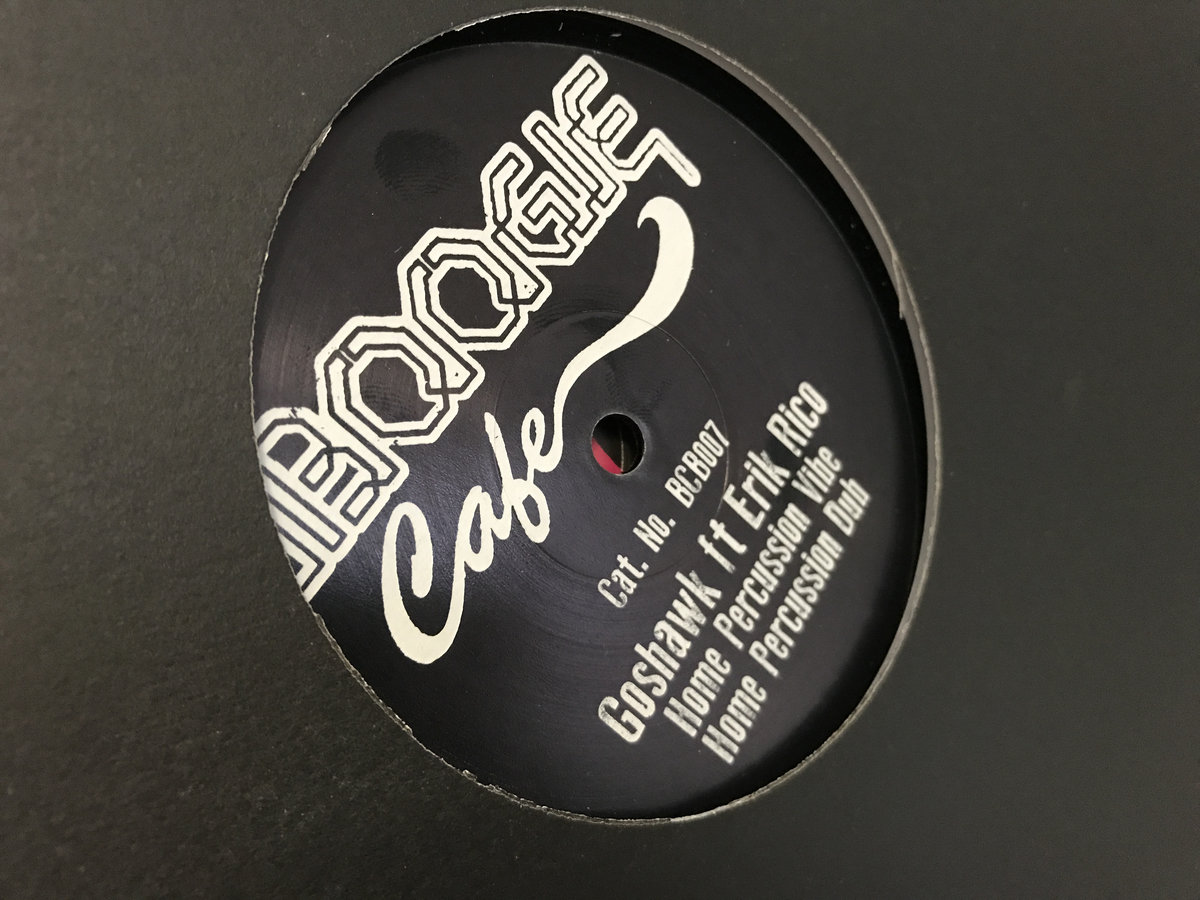 BOOGIE
Cafe
Cat. No. BCB007
Goshawk ft Erik Rico
Home Percussion Vibe
Home Percussion Dub